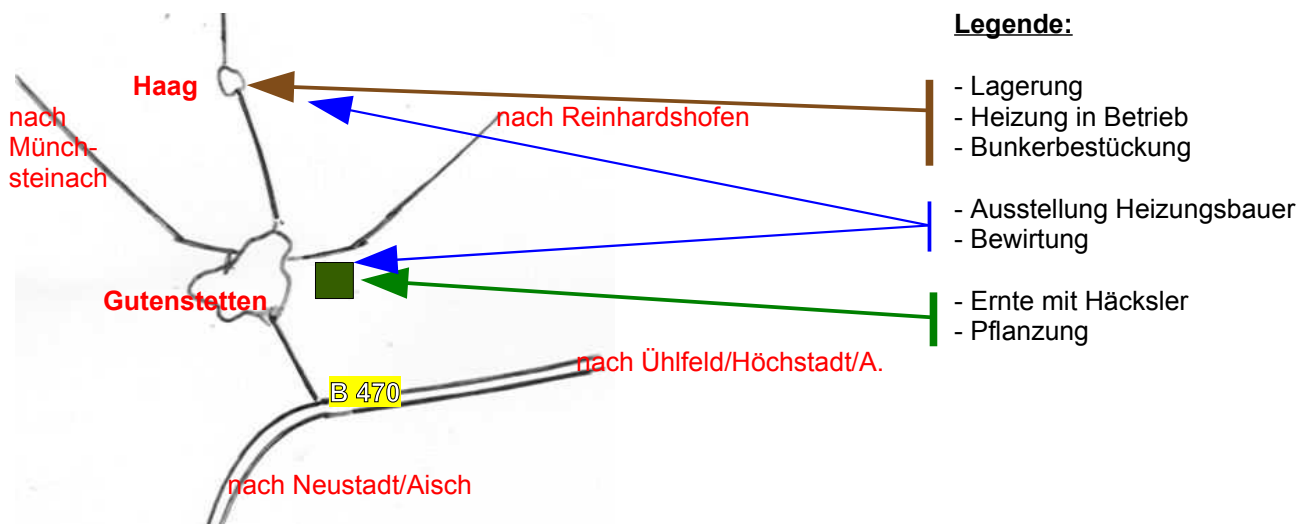 Legende:
Haag
- Lagerung
- Heizung in Betrieb
- Bunkerbestückung
nach
Münch-
steinach
nach Reinhardshofen
- Ausstellung Heizungsbauer
- Bewirtung
Gutenstetten
- Ernte mit Häcksler
- Pflanzung
nach Ühlfeld/Höchstadt/A.
B 470
nach Neustadt/Aisch